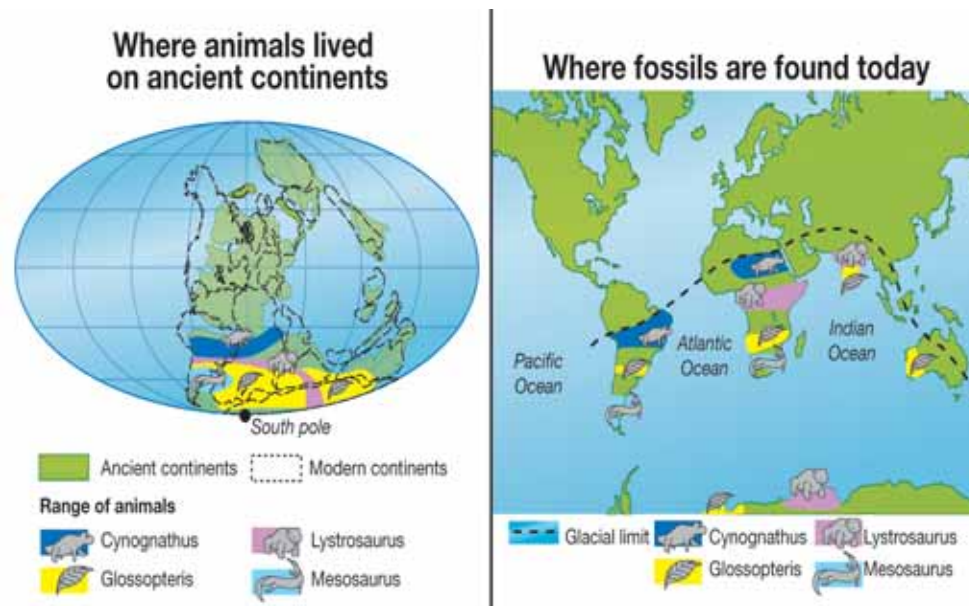 Where animals lived
on ancient continents
South pole
Ancient continents
Modern continents
Range of animals
Cynognathus
Lystrosaurus
Glossopteris
Mesosaurus
Where fossils are found today
Pacific
Ocean
Atlantic
Ocean
Indian
Ocean
Glacial limit
Cynognathus
Lystrosaurus
Glossopteris
Mesosaurus